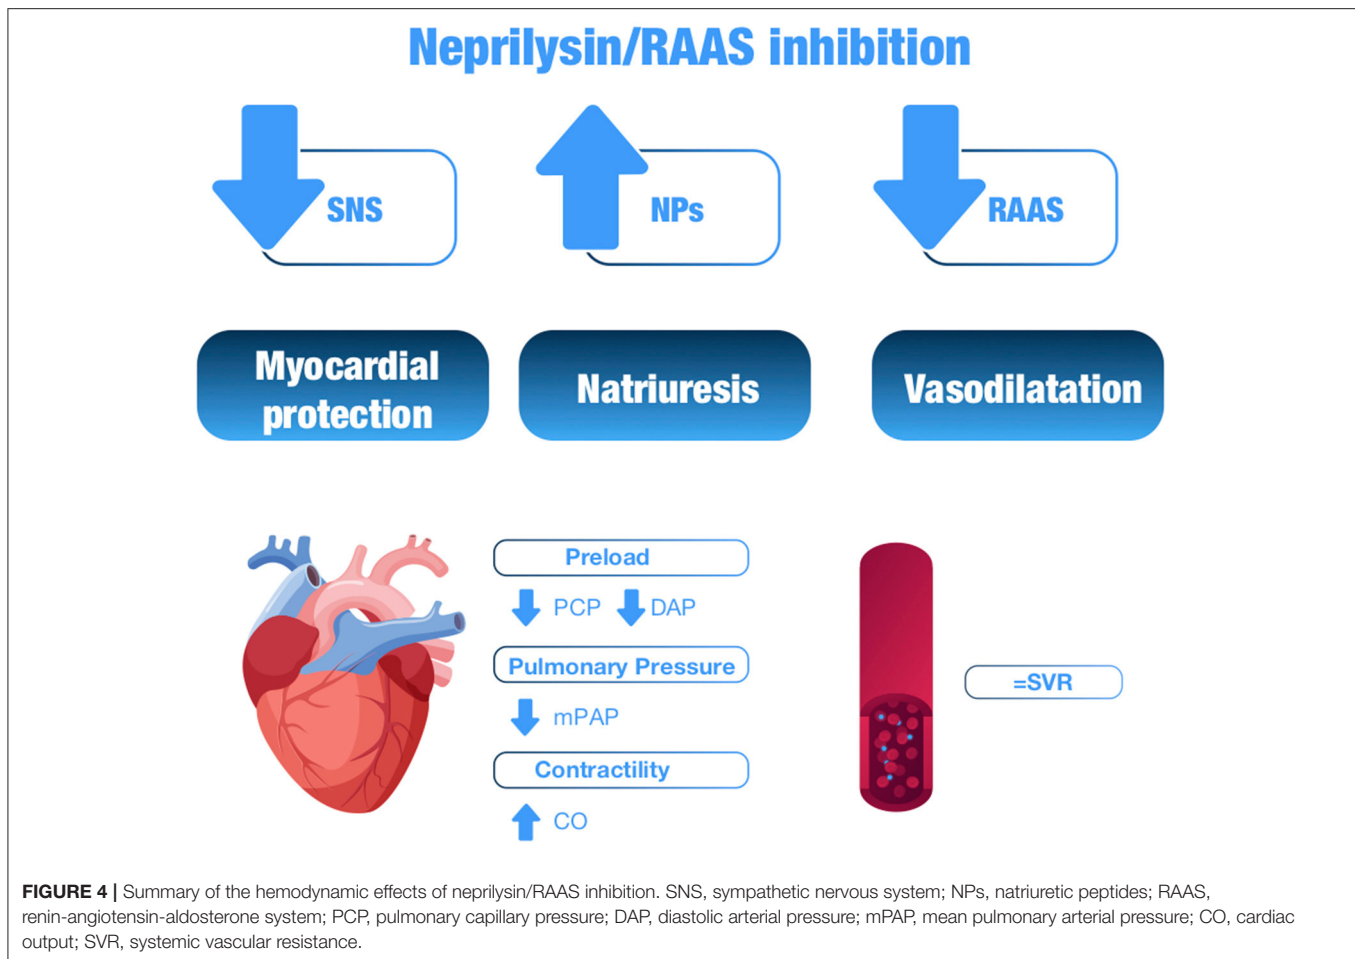 Neprilysin/RAAS inhibition
SNS
NPs
RAAS
Myocardial
protection
Natriuresis
Vasodilatation
Preload
PCP
DAP
Pulmonary Pressure
mPAP
Contractility
CO
=SVR
FIGURE 4 | Summary of the hemodynamic effects of neprilysin/RAAS inhibition. SNS, sympathetic nervous system; NPs, natriuretic peptides; RAAS,
renin-angiotensin-aldosterone system; PCP, pulmonary capillary pressure; DAP, diastolic arterial pressure; mPAP, mean pulmonary arterial pressure; CO, cardiac
output; SVR, systemic vascular resistance.